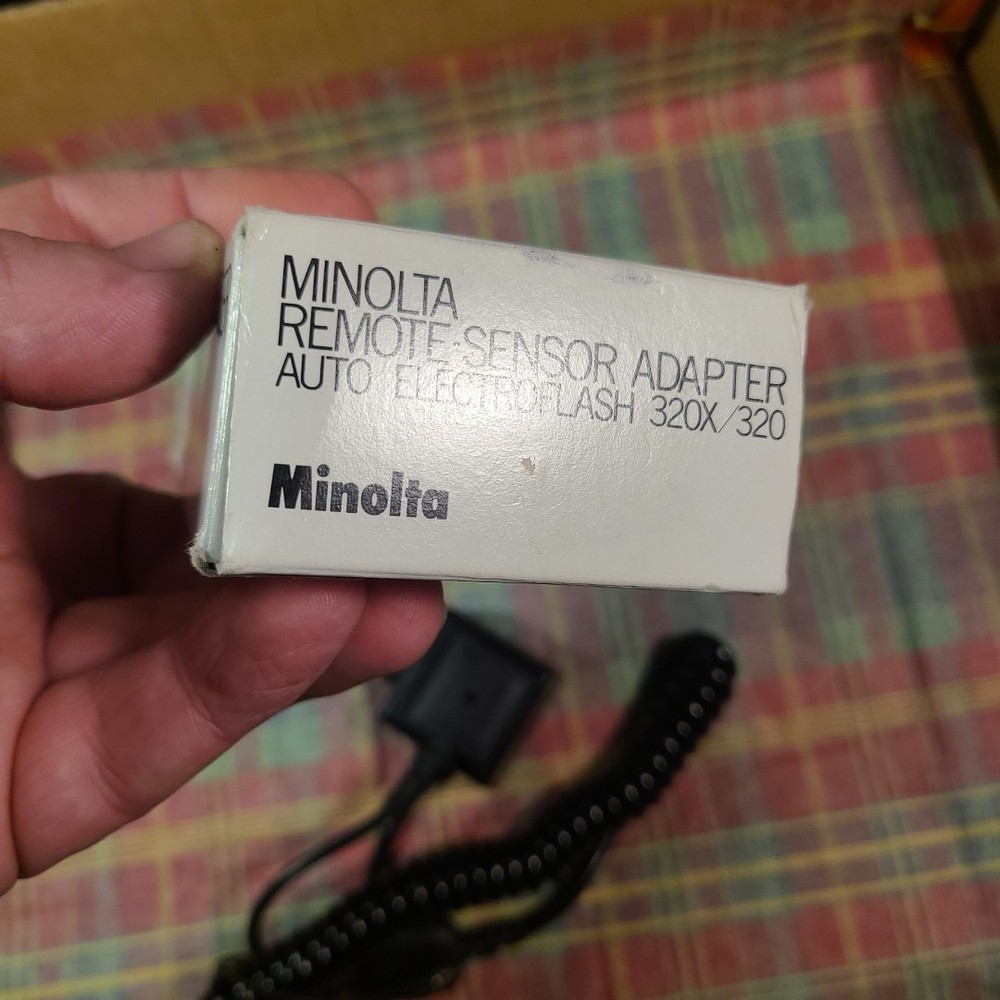 MINOLTA
REMOTE-SENSOR ADAPTER
AUTO ELECTROFLASH 320X/320
Minolta